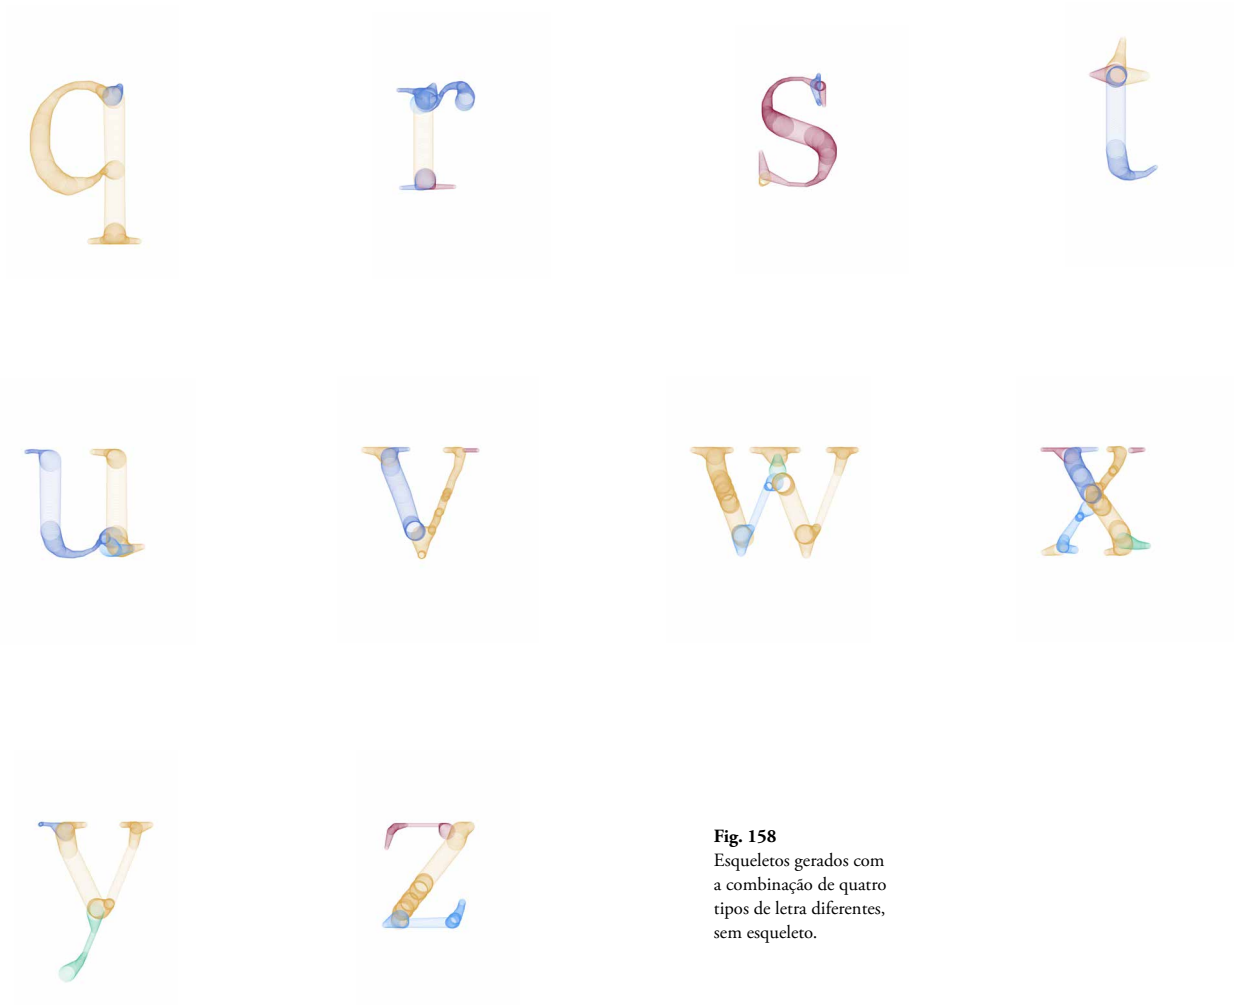 q r s t
u v w x
y z
Fig. 158
Esqueletos gerados com
a combinação de quatro
tipos de letra diferentes,
sem esqueleto.